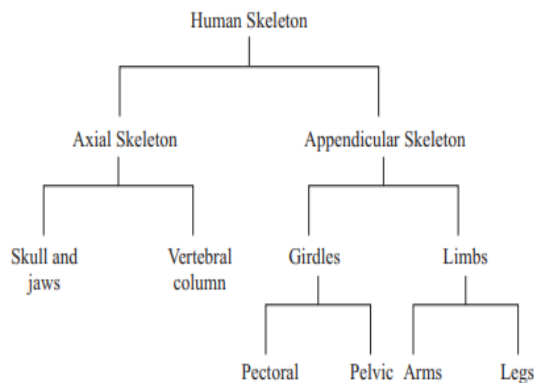 Human Skeleton
Axial Skeleton
Appendicular Skeleton
Skull and
jaws
Vertebral
column
Girdles
Limbs
Pectoral
Pelvic
Arms
Legs